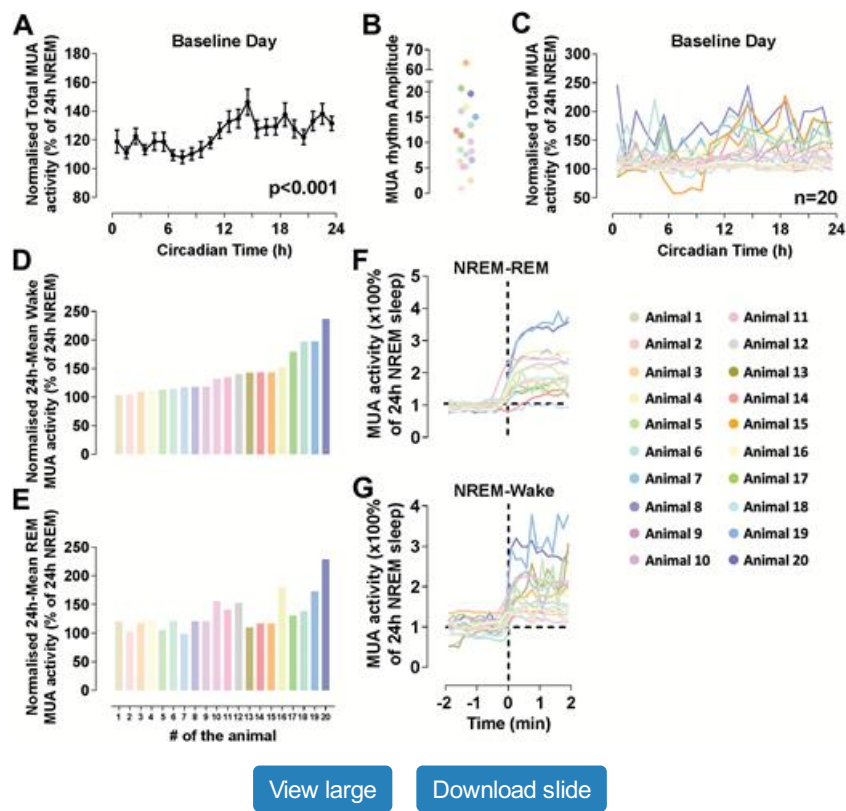 A
Baseline Day
Normalised Total MUA
activity (% of 24h NREM)
180
160
140
120
100
80
p<0.001
0 6 12 18 24
Circadian Time (h)
B
MUA rhythm Amplitude
70
60
20
15
10
5
0
C
Baseline Day
Normalised Total MUA
activity (% of 24h NREM)
300
250
200
150
100
50
n=20
0 6 12 18 24
Circadian Time (h)
D
Normalised 24h-Mean Wake
MUA activity (% of 24h NREM)
250
200
150
100
50
0
E
Normalised 24h-Mean REM
MUA activity (% of 24h NREM)
250
200
150
100
50
0
1 2 3 4 5 6 7 8 9 10 11 12 13 14 15 16 17 18 19 20
# of the animal
F
NREM-REM
MUA activity (x100%
of 24h NREM sleep)
5
4
3
2
1
0
G
NREM-Wake
MUA activity (x100%
of 24h NREM sleep)
4
3
2
1
0
-2 -1 0 1 2
Time (min)
Animal 1
Animal 2
Animal 3
Animal 4
Animal 5
Animal 6
Animal 7
Animal 8
Animal 9
Animal 10
Animal 11
Animal 12
Animal 13
Animal 14
Animal 15
Animal 16
Animal 17
Animal 18
Animal 19
Animal 20
View large
Download slide